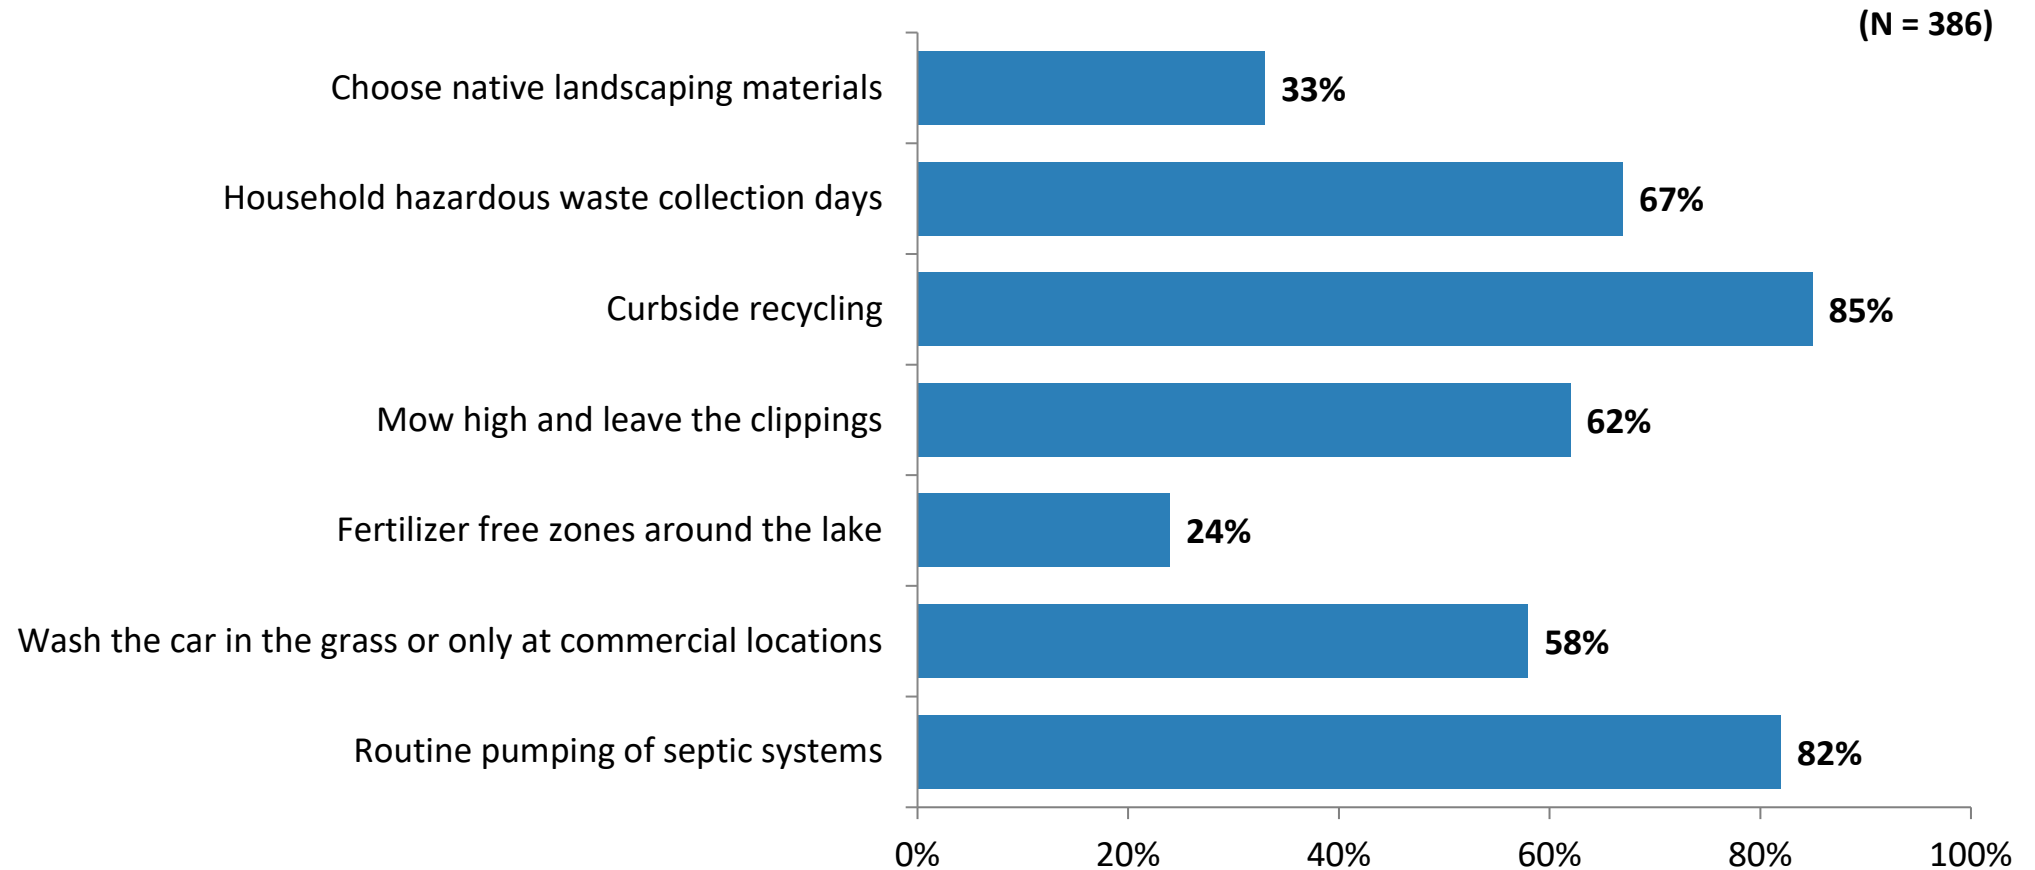 (N = 386)
Choose native landscaping materials
33%
Household hazardous waste collection days
67%
Curbside recycling
85%
Mow high and leave the clippings
62%
Fertilizer free zones around the lake
24%
Wash the car in the grass or only at commercial locations
58%
Routine pumping of septic systems
82%
0% 20% 40% 60% 80% 100%